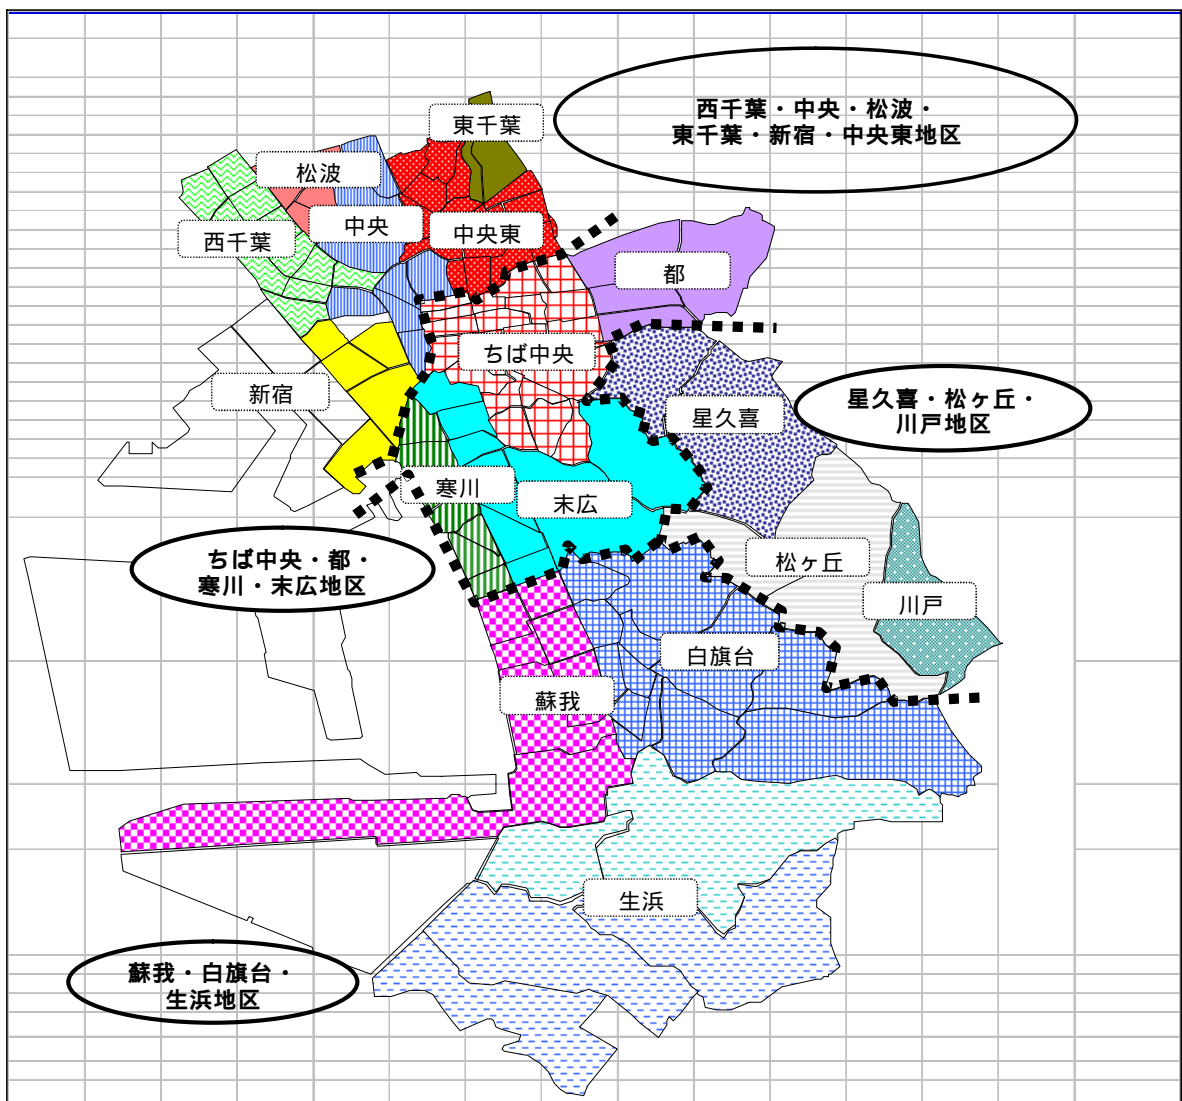 西千葉・中央・松波・
東千葉・新宿・中央東地区
東千葉
松波
中央
中央東
西千葉
都
ちば中央
新宿
星久喜
星久喜・松ヶ丘・
川戸地区
寒川
末広
ちば中央・都・
寒川・末広地区
松ヶ丘
川戸
白旗台
蘇我
生浜
蘇我・白旗台・
生浜地区